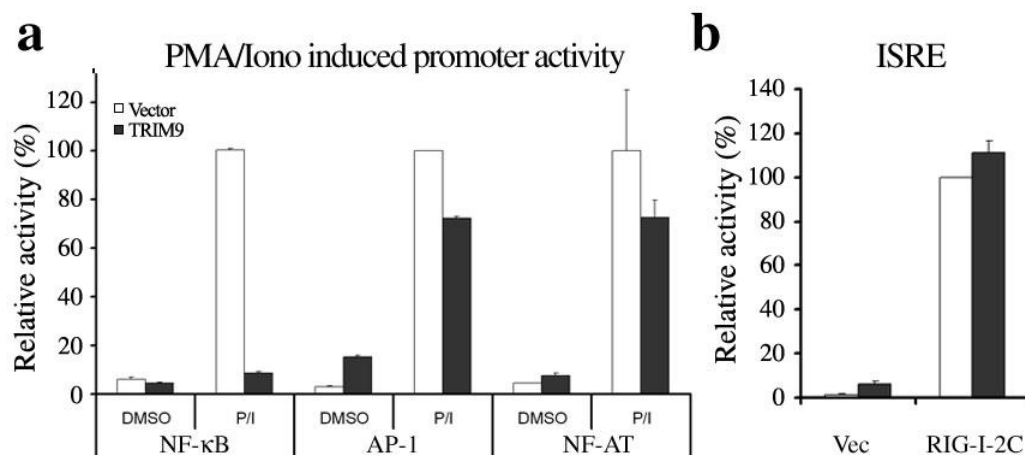 a
PMA/Iono induced promoter activity
Relative activity (%)
120
100
80
60
40
20
0
Vector
TRIM9
DMSO P/I DMSO P/I DMSO P/I
NF-κB AP-1 NF-AT
b
ISRE
Relative activity (%)
140
120
100
80
60
40
20
0
Vec RIG-I-2C